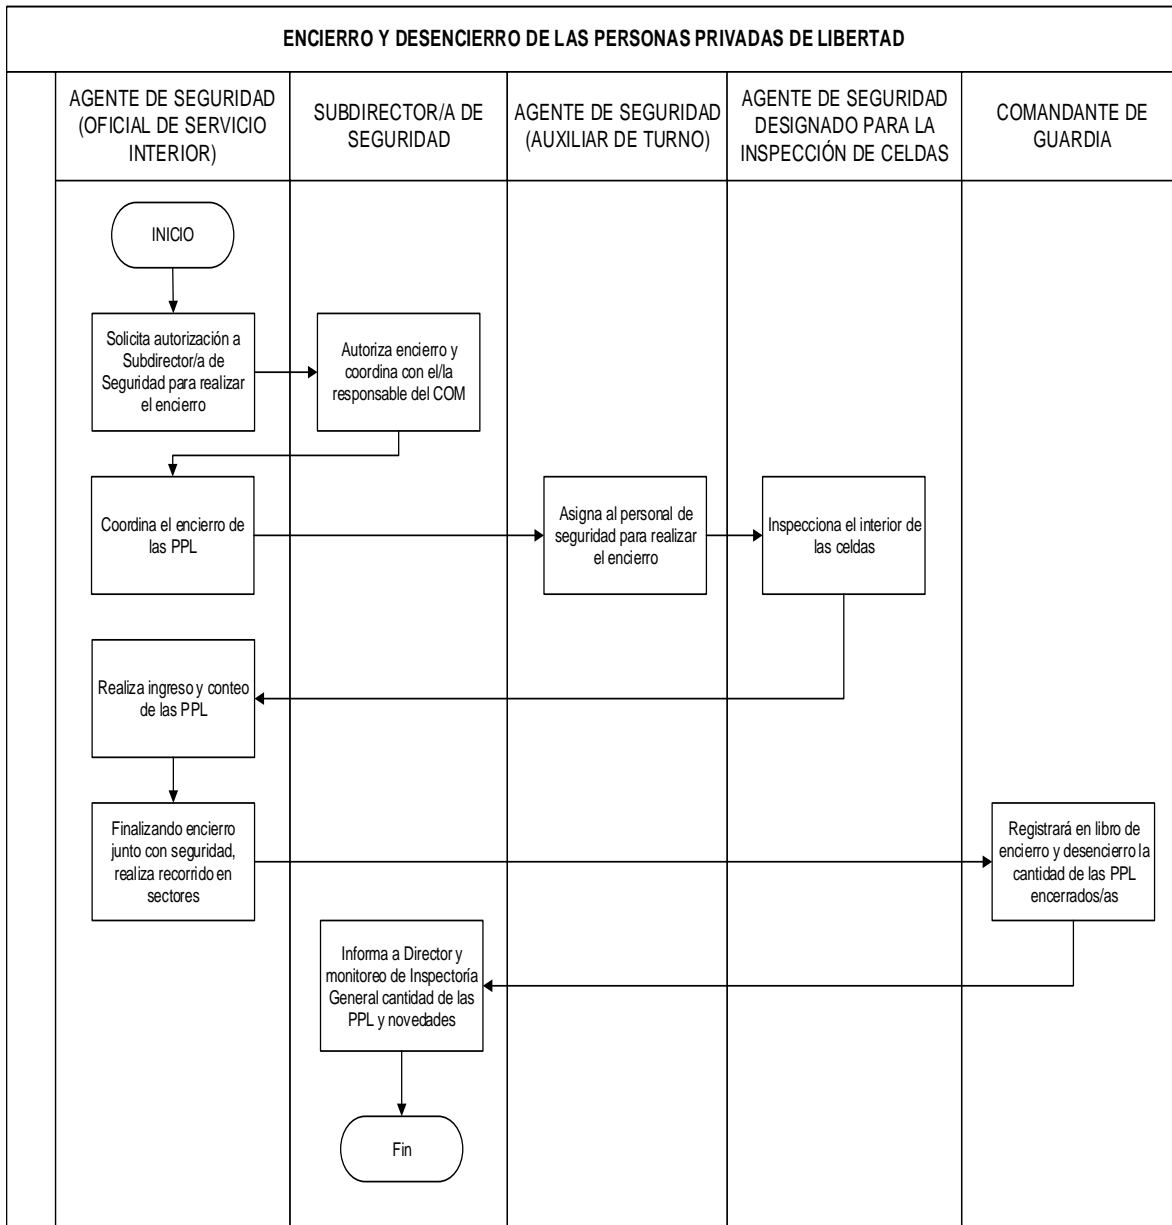 ENCIERRO Y DESENCIERRO DE LAS PERSONAS PRIVADAS DE LIBERTAD
AGENTE DE SEGURIDAD
(OFICIAL DE SERVICIO
INTERIOR)
SUBDIRECTOR/A DE
SEGURIDAD
AGENTE DE SEGURIDAD
(AUXILIAR DE TURNO)
AGENTE DE SEGURIDAD
DESIGNADO PARA LA
INSPECCIÓN DE CELDAS
COMANDANTE DE
GUARDIA
INICIO
Solicita autorización a
Subdirector/a de
Seguridad para realizar
el encierro
Autoriza encierro y
coordina con el/la
responsable del COM
Coordina el encierro de
las PPL
Asigna al personal de
seguridad para realizar
el encierro
Inspecciona el interior de
las celdas
Realiza ingreso y conteo
de las PPL
Finalizando encierro
junto con seguridad,
realiza recorrido en
sectores
Registrará en libro de
encierro y desencierro la
cantidad de las PPL
encerrados/as
Informa a Director y
monitoreo de Inspectoría
General cantidad de las
PPL y novedades
Fin